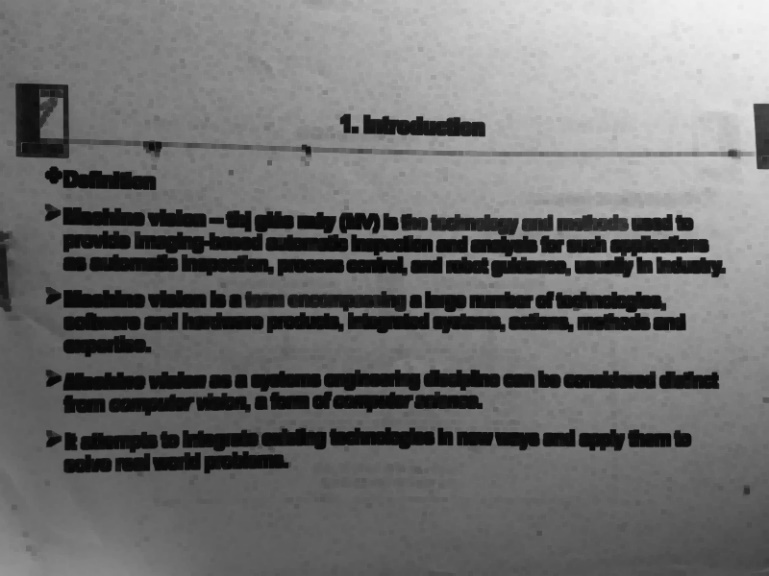 1. Introduction
Definition
Machine vision – (MV) is the technology and methods used to
provide imaging-based automatic inspection and analysis for such applications
as automatic inspection, process control, and robot guidance, usually in industry.
Machine vision is a term encompassing a large number of technologies,
software and hardware products, integrated systems, actions, methods and
expertise.
Machine vision as a systems engineering discipline can be considered distinct
from computer vision, a form of computer science.
It attempts to integrate existing technologies in new ways and apply them to
solve real world problems.